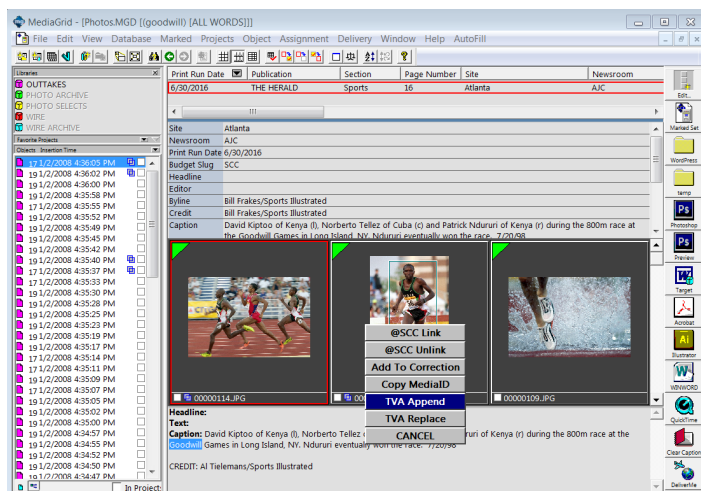 MediaGrid - [Photos.MGD [((goodwill) [ALL WORDS]]]
File Edit View Database Marked Projects Object Assignment Delivery Window Help AutoFill
Libraries
OUTTAKES
PHOTO ARCHIVE
PHOTO SELECTS
WIRE
WIRE ARCHIVE
Favorite Projects
Objects Insertion Time
17 1/2/2008 4:36:05 PM
19 1/2/2008 4:36:02 PM
19 1/2/2008 4:36:00 PM
19 1/2/2008 4:35:58 PM
17 1/2/2008 4:35:55 PM
19 1/2/2008 4:35:52 PM
19 1/2/2008 4:35:49 PM
19 1/2/2008 4:35:45 PM
19 1/2/2008 4:35:42 PM
19 1/2/2008 4:35:40 PM
17 1/2/2008 4:35:37 PM
17 1/2/2008 4:35:33 PM
19 1/2/2008 4:35:30 PM
19 1/2/2008 4:35:28 PM
19 1/2/2008 4:35:25 PM
19 1/2/2008 4:35:23 PM
19 1/2/2008 4:35:19 PM
19 1/2/2008 4:35:17 PM
17 1/2/2008 4:35:14 PM
17 1/2/2008 4:35:11 PM
19 1/2/2008 4:35:09 PM
17 1/2/2008 4:35:07 PM
19 1/2/2008 4:35:05 PM
19 1/2/2008 4:35:02 PM
19 1/2/2008 4:35:00 PM
19 1/2/2008 4:34:57 PM
19 1/2/2008 4:34:55 PM
19 1/2/2008 4:34:52 PM
19 1/2/2008 4:34:50 PM
19 1/2/2008 4:34:47 PM
In Project:
Print Run Date Publication Section Page Number Site Newsroom
6/30/2016 THE HERALD Sports 16 Atlanta AJC
Site Atlanta
Newsroom AJC
Print Run Date 6/30/2016
Budget Slug SCC
Headline
Editor
Byline Bill Frakes/Sports Illustrated
Credit Bill Frakes/Sports Illustrated
Caption David Kiptoo of Kenya (l), Norberto Tellez of Cuba (c) and Patrick Ndururi of Kenya (r) during the 800m race at
the Goodwill Games in Long Island, NY. Ndururi eventually won the race. 7/20/98
00000114.JPG
00000109.JPG
@SCC Link
@SCC Unlink
Add To Correction
Copy MediaID
TVA Append
TVA Replace
CANCEL
Headline:
Text:
Caption: David Kiptoo of Kenya (l), Norberto Tellez ruri of Kenya (r) during the 800m race at the
Goodwill Games in Long Island, NY. Ndururi eventually won the race. 7/20/98
CREDIT: Al Tielemans/Sports Illustrated
Edit...
Marked Set
WordPress
temp
Ps
Photoshop
Ps
Preview
W
Target
Acrobat
Ai
Illustrator
W
WINWORD
QuickTime
Clear Caption
DeliverMe